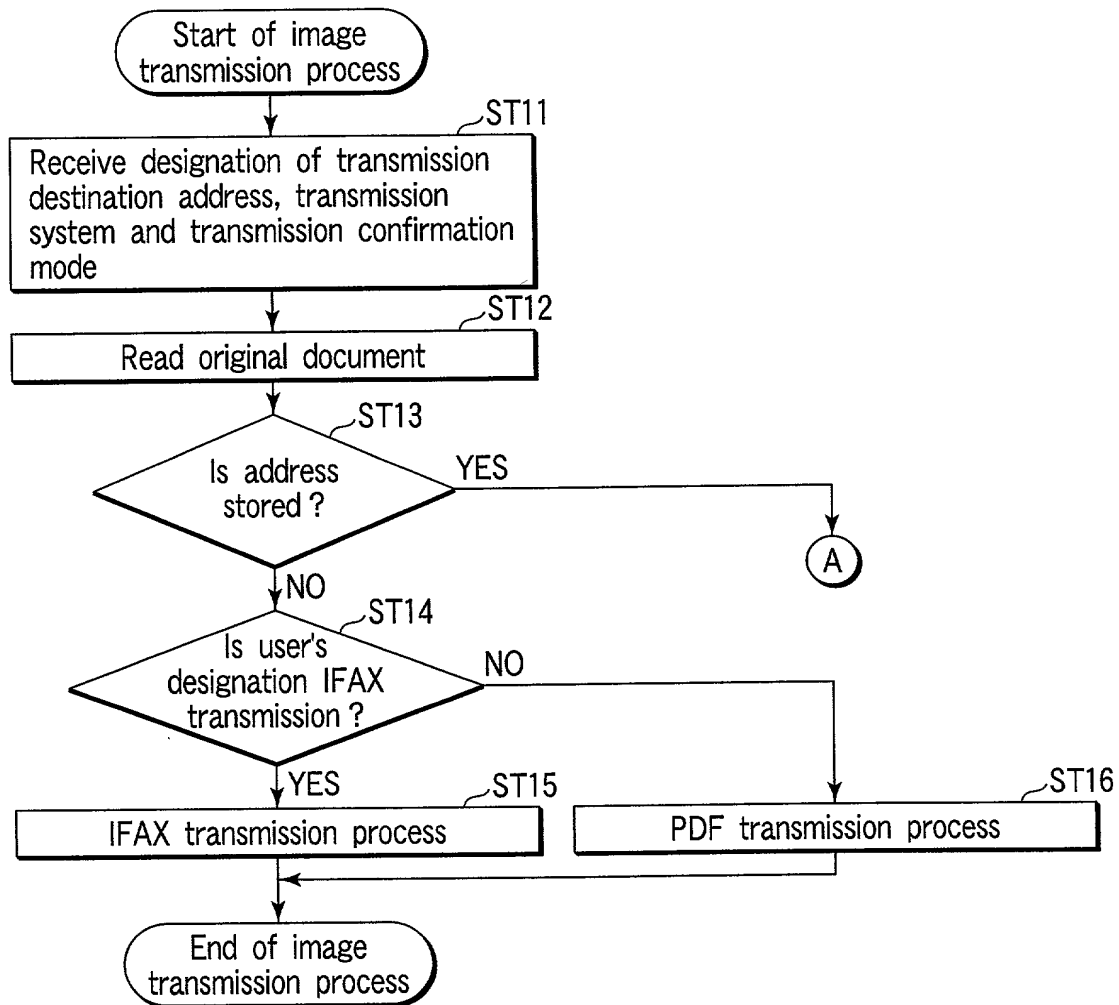 Start of image
transmission process
ST11
Receive designation of transmission
destination address, transmission
system and transmission confirmation
mode
ST12
Read original document
ST13
Is address
stored ?
YES
A
NO
ST14
Is user's
designation IFAX
transmission ?
NO
YES
ST15
IFAX transmission process
ST16
PDF transmission process
End of image
transmission process